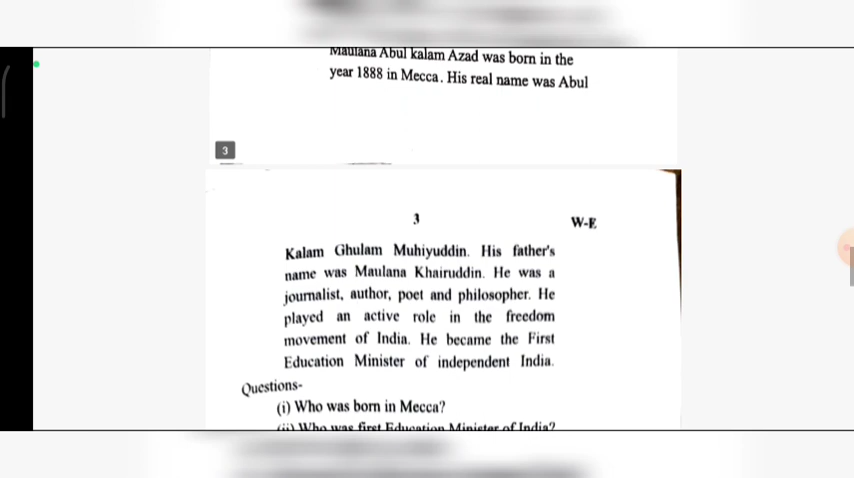 Maulana Abul kalam Azad was born in the
year 1888 in Mecca. His real name was Abul
3
3
W-E
Kalam Ghulam Muhiyuddin. His father's
name was Maulana Khairuddin. He was a
journalist, author, poet and philosopher. He
played an active role in the freedom
movement of India. He became the First
Education Minister of independent India.
Questions-
(i) Who was born in Mecca?
(ii) Who was first Education Minister of India?